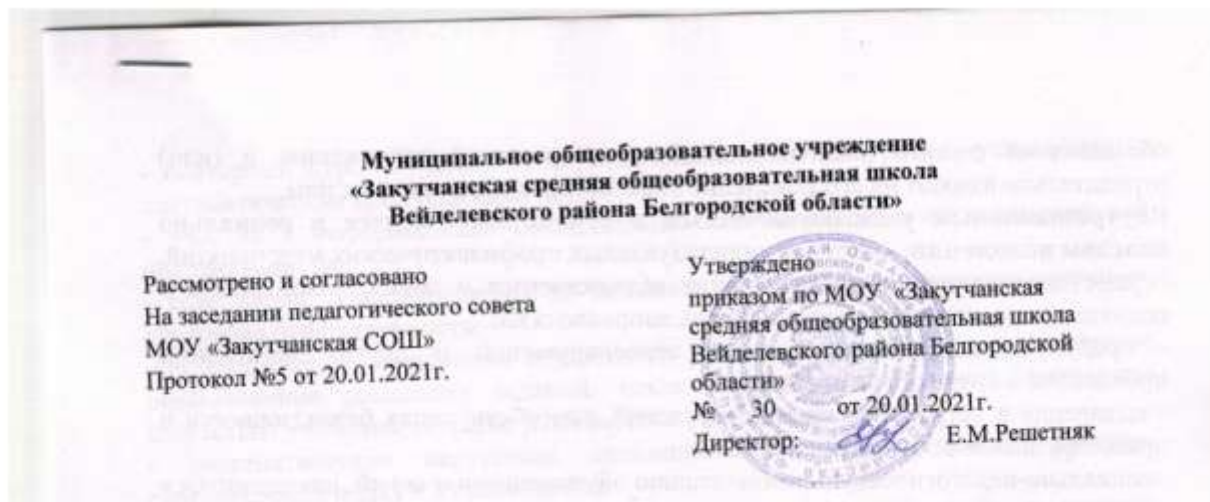 Муниципальное общеобразовательное учреждение
«Закутчанская средняя общеобразовательная школа
Вейделевского района Белгородской области»
Рассмотрено и согласовано
На заседании педагогического совета
МОУ «Закутчанская СОШ»
Протокол №5 от 20.01.2021г.
Утверждено
приказом по МОУ «Закутчанская
средняя общеобразовательная школа
Вейделевского района Белгородской
области»
№ 30 от 20.01.2021г.
Директор: Е.М.Решетняк